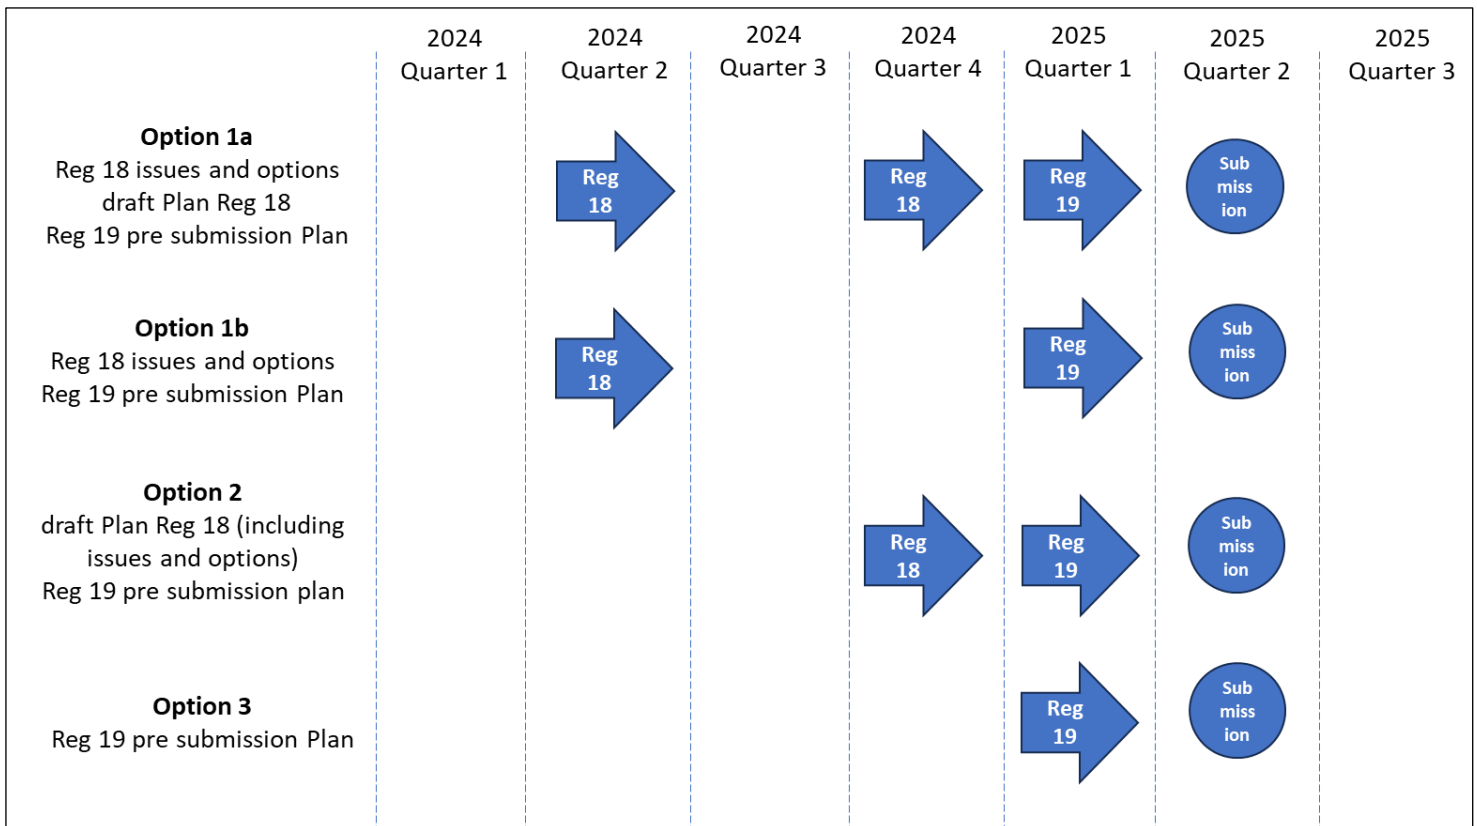 2024
Quarter 1
2024
Quarter 2
2024
Quarter 3
2024
Quarter 4
2025
Quarter 1
2025
Quarter 2
2025
Quarter 3
Option 1a
Reg 18 issues and options
draft Plan Reg 18
Reg 19 pre submission Plan
Reg
18
Reg
18
Reg
19
Sub
miss
ion
Option 1b
Reg 18 issues and options
Reg 19 pre submission Plan
Reg
18
Reg
19
Sub
miss
ion
Option 2
draft Plan Reg 18 (including
issues and options)
Reg 19 pre submission plan
Reg
18
Reg
19
Sub
miss
ion
Option 3
Reg 19 pre submission Plan
Reg
19
Sub
miss
ion